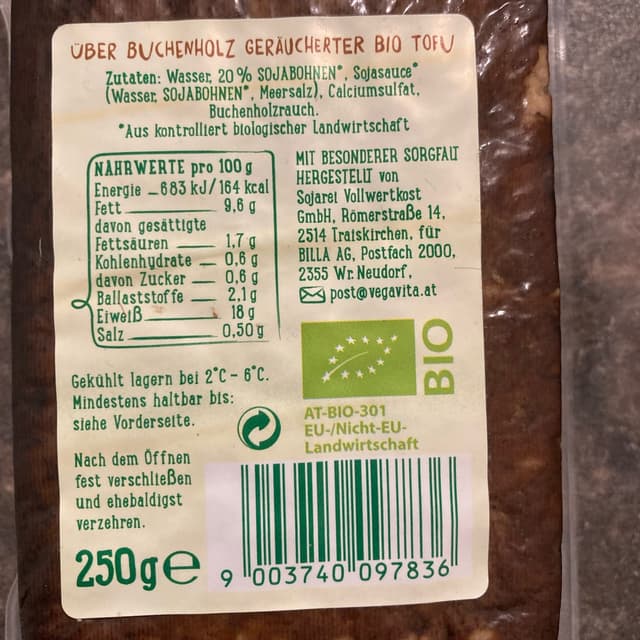 ÜBER BUCHENHOLZ GERÄUCHERTER BIO TOFU
Zutaten: Wasser, 20% SOJABOHNEN*, Sojasauce*
(Wasser, SOJABOHNEN*, Meersalz), Calciumsulfat,
Buchenholzrauch.
*Aus kontrolliert biologischer Landwirtschaft
NÄHRWERTE pro 100 g
Energie 683 kJ/164 kcal
Fett 9,6 g
davon gesättigte
Fettsäuren 1,7 g
Kohlenhydrate 0,6 g
davon Zucker 0,6 g
Ballaststoffe 2,1 g
Eiweiß 18 g
Salz 0,50 g
MIT BESONDERER SORGFALT
HERGESTELLT von
Sojarei Vollwertkost
GmbH, Römerstraße 14,
2514 Traiskirchen, für
BILLA AG, Postfach 2000,
2355 Wr. Neudorf,
post@vegavita.at
BIO
AT-BIO-301
EU-/Nicht-EU-
Landwirtschaft
Gekühlt lagern bei 2°C - 6°C.
Mindestens haltbar bis:
siehe Vorderseite.
Nach dem Öffnen
fest verschließen
und ehebaldigst
verzehren.
250g e
9 003740 097836